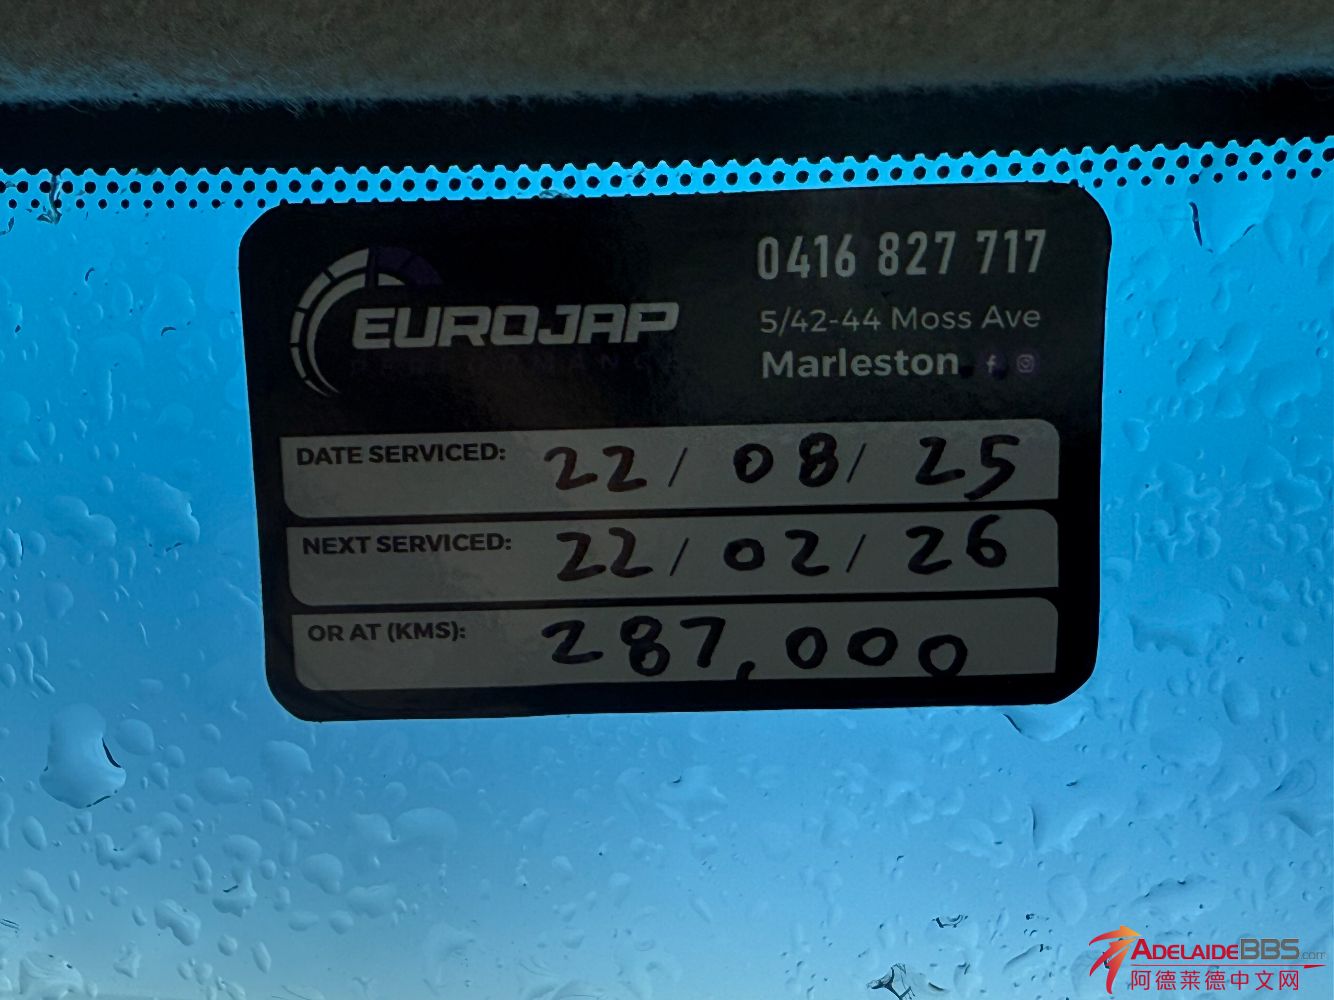 EUROJAP
PERFORMANCE
0416 827 717
5/42-44 Moss Ave
Marleston
DATE SERVICED: 22/08/25
NEXT SERVICED: 22/02/26
OR AT (KMS): 287,000
ADELAIDEBBS.com
阿德莱德中文网